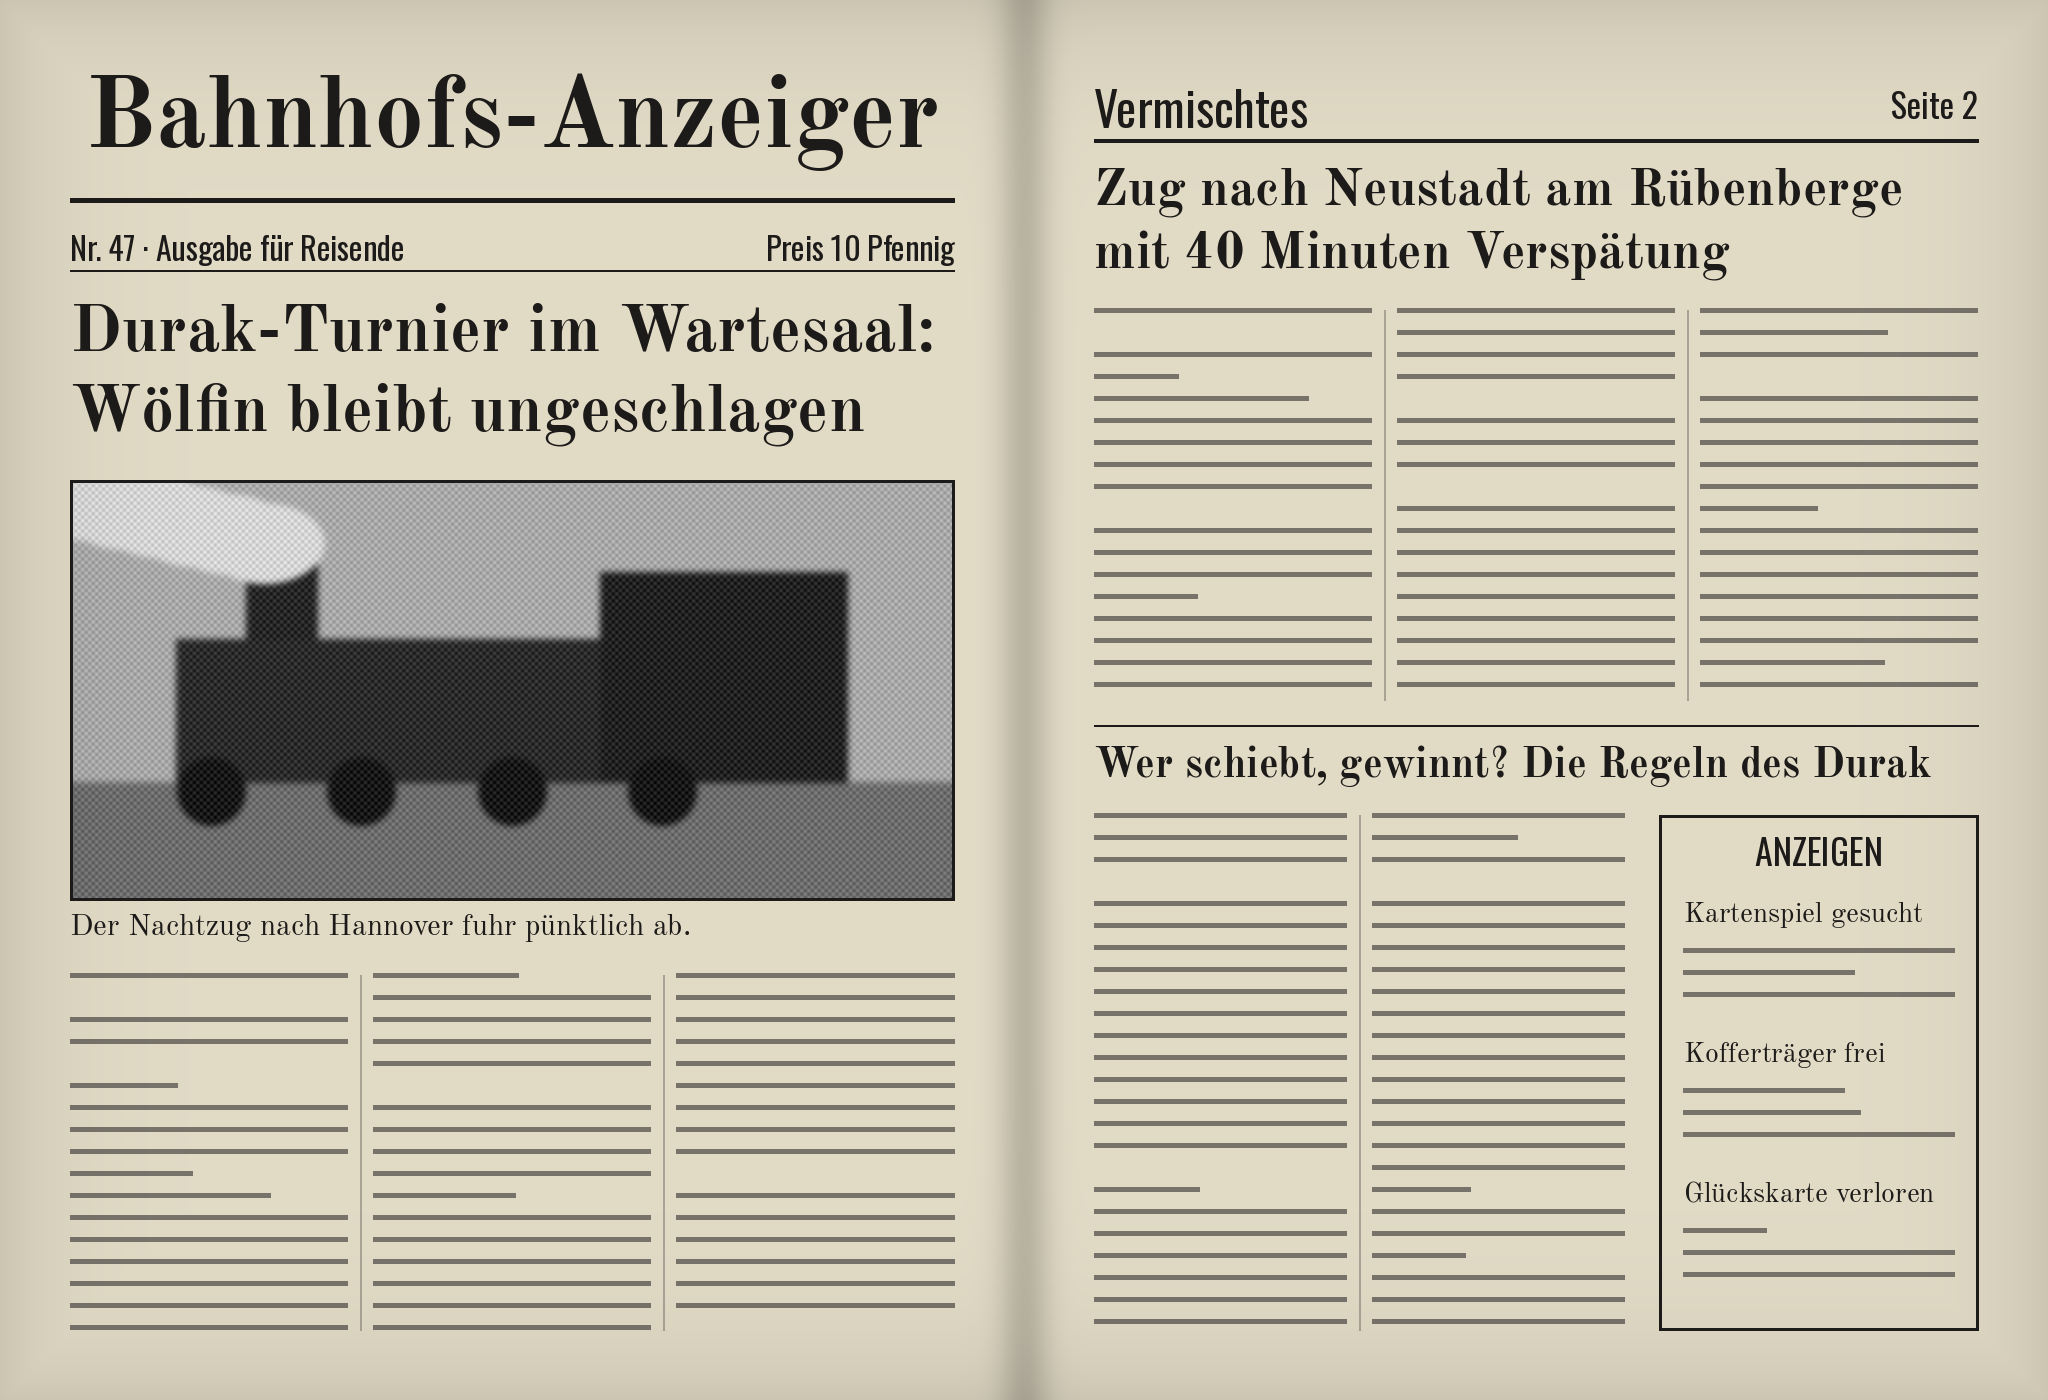 Bahnhofs-Anzeiger
Nr. 47 · Ausgabe für Reisende
Preis 10 Pfennig
Durak-Turnier im Wartesaal:
Wölfin bleibt ungeschlagen
Der Nachtzug nach Hannover fuhr pünktlich ab.
Vermischtes
Seite 2
Zug nach Neustadt am Rübenberge
mit 40 Minuten Verspätung
Wer schiebt, gewinnt? Die Regeln des Durak
ANZEIGEN
Kartenspiel gesucht
Kofferträger frei
Glückskarte verloren